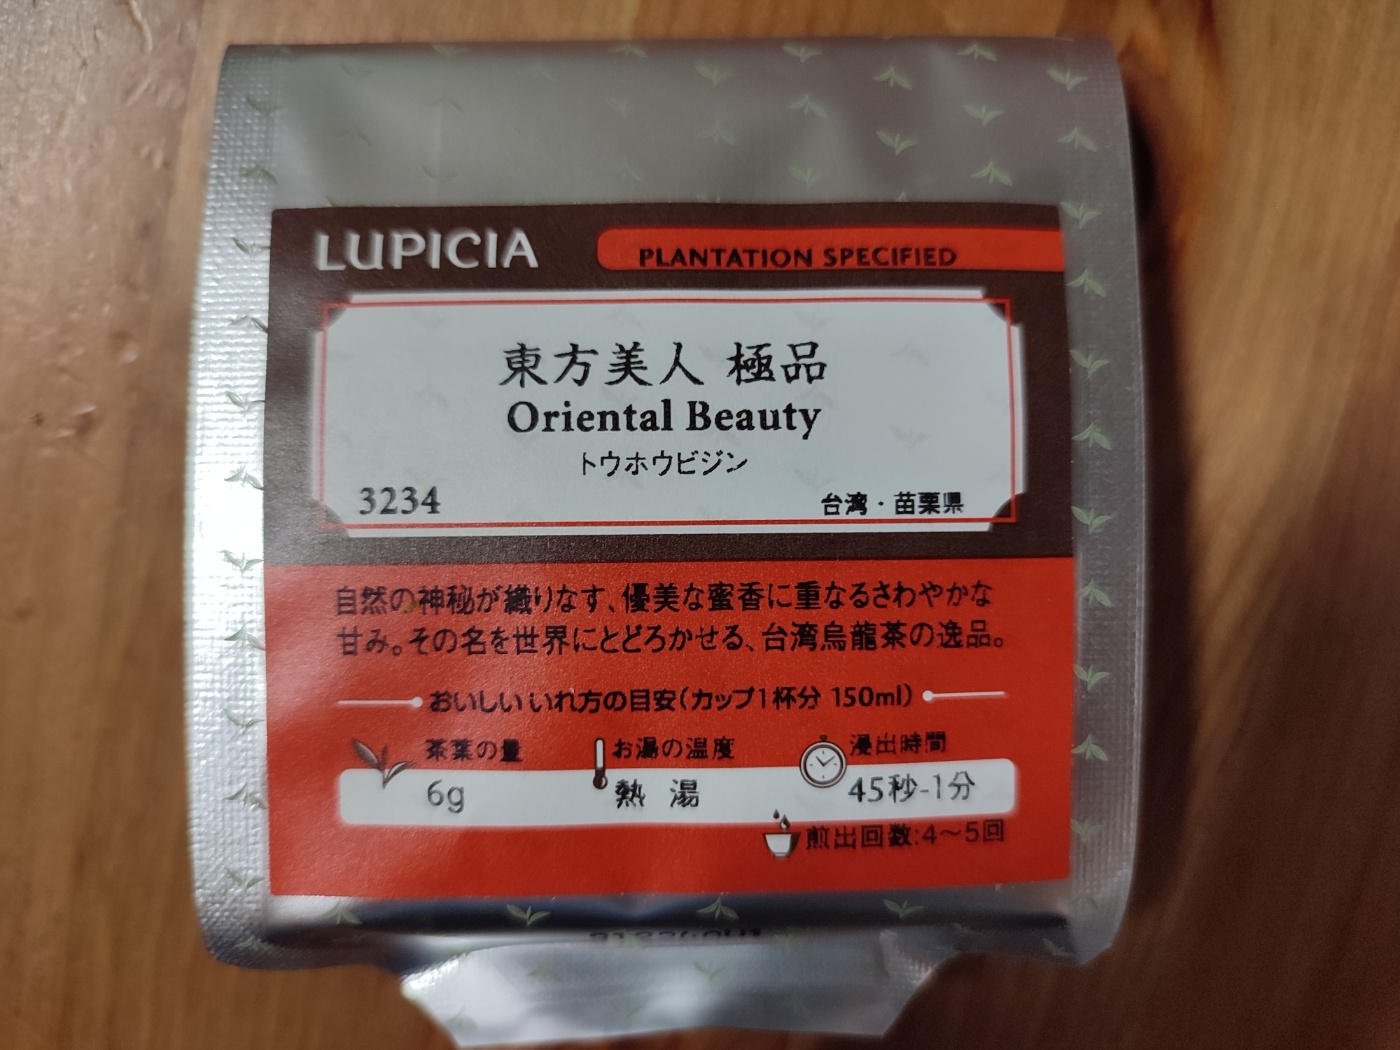 LUPICIA
PLANTATION SPECIFIED
東方美人 極品
Oriental Beauty
トウホウビジン
3234
台湾・苗栗県
自然の神秘が織りなす、優美な蜜香に重なるさわやかな
甘み。その名を世界にとどろかせる、台湾烏龍茶の逸品。
おいしいいれ方の目安(カップ1杯分 150ml)
茶葉の量
お湯の温度
浸出時間
6g
熱湯
45秒-1分
煎出回数:4〜5回